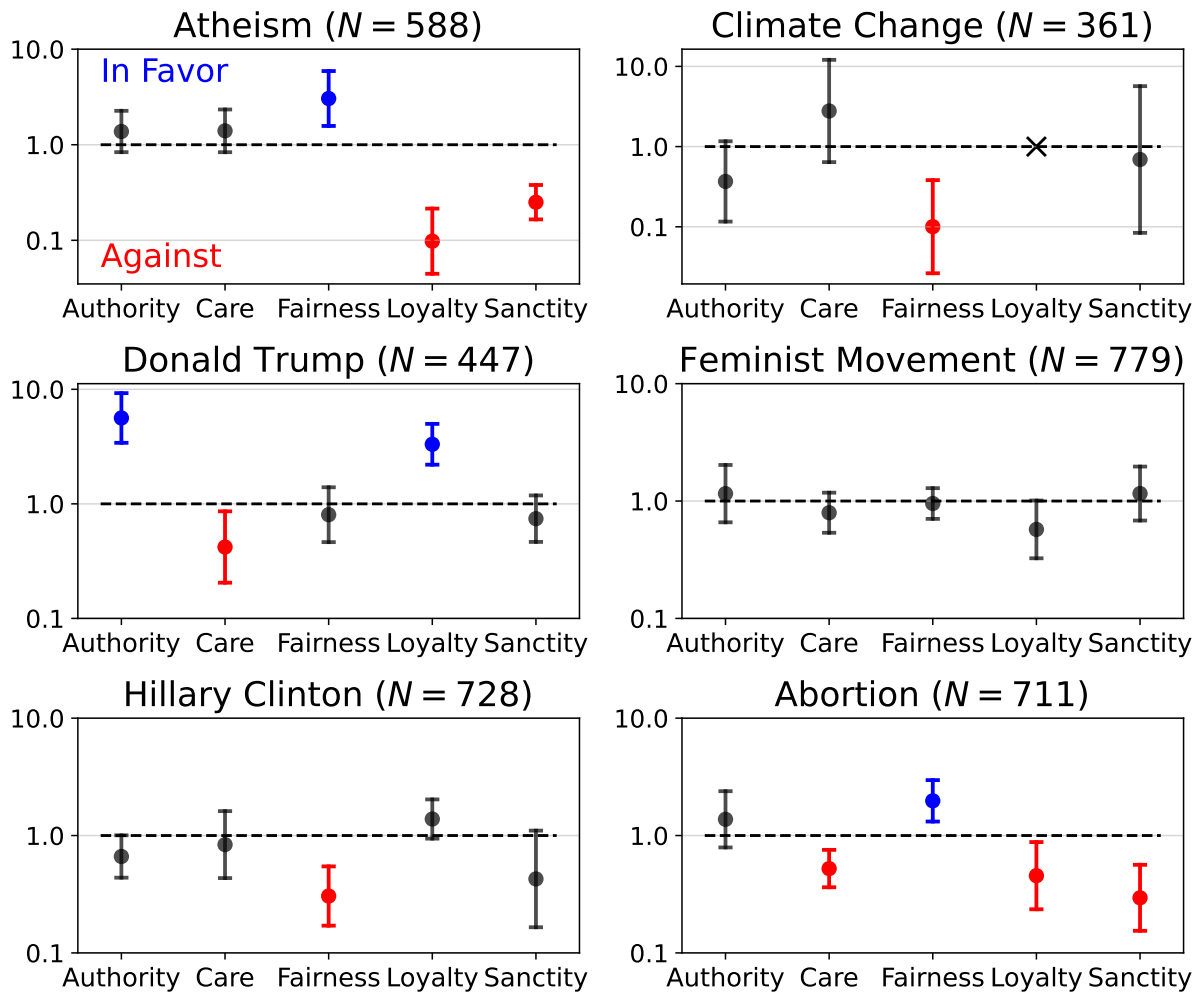 Atheism (N = 588)
10.0
In Favor
1.0
0.1
Against
Authority Care Fairness Loyalty Sanctity
Climate Change (N = 361)
10.0
1.0
0.1
Authority Care Fairness Loyalty Sanctity
Donald Trump (N = 447)
10.0
1.0
0.1
Authority Care Fairness Loyalty Sanctity
Feminist Movement (N = 779)
10.0
1.0
0.1
Authority Care Fairness Loyalty Sanctity
Hillary Clinton (N = 728)
10.0
1.0
0.1
Authority Care Fairness Loyalty Sanctity
Abortion (N = 711)
10.0
1.0
0.1
Authority Care Fairness Loyalty Sanctity